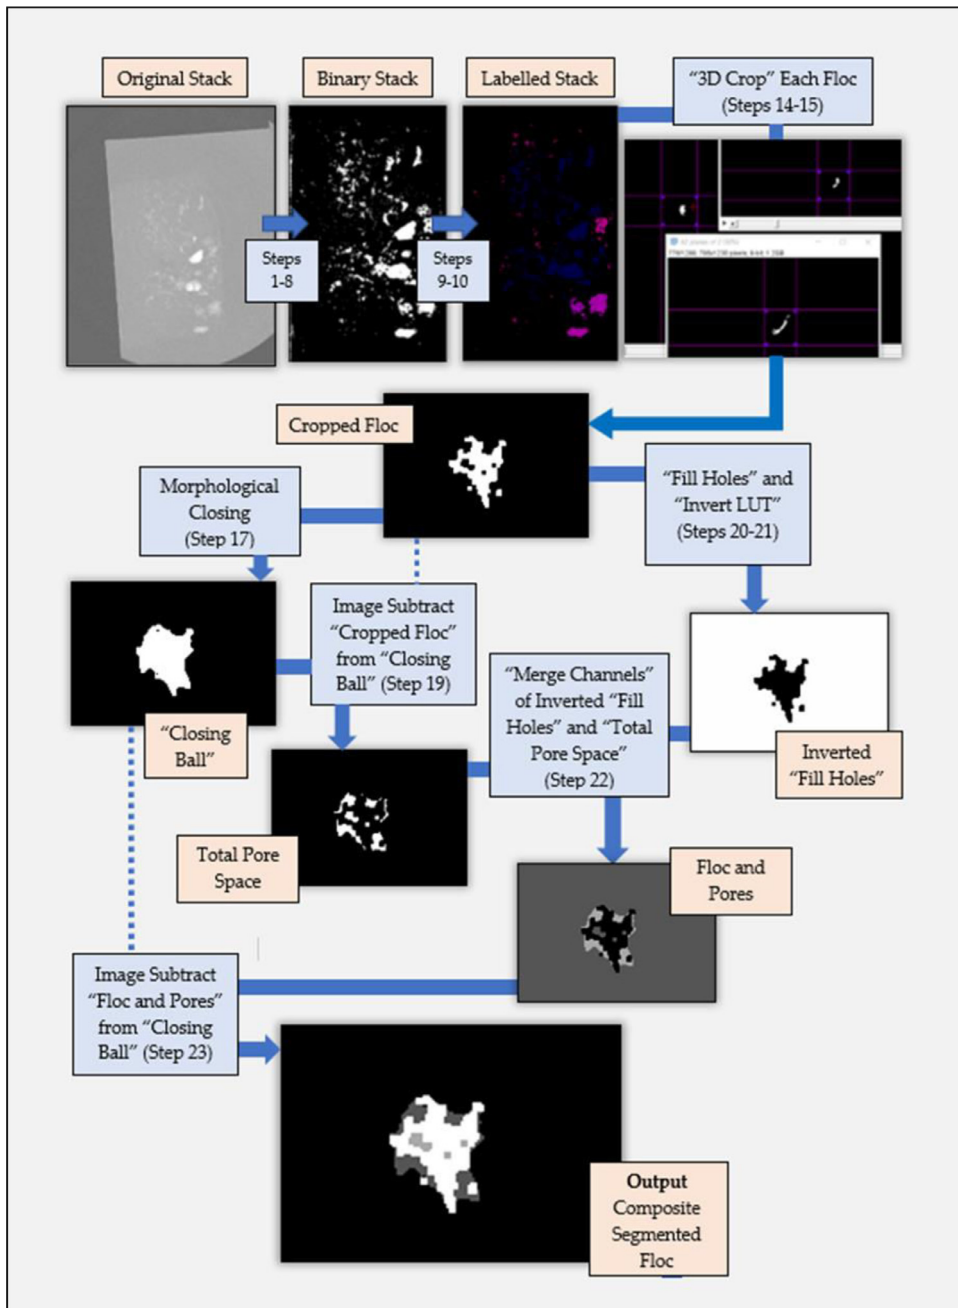 Original Stack
Binary Stack
Labelled Stack
“3D Crop” Each Floc
(Steps 14-15)
Steps
1-8
Steps
9-10
Cropped Floc
Morphological
Closing
(Step 17)
“Fill Holes” and
“Invert LUT”
(Steps 20-21)
Image Subtract
“Cropped Floc”
from “Closing
Ball” (Step 19)
“Merge Channels”
of Inverted “Fill
Holes” and “Total
Pore Space”
(Step 22)
“Closing
Ball”
Inverted
“Fill Holes”
Total Pore
Space
Floc and
Pores
Image Subtract
“Floc and Pores”
from “Closing
Ball” (Step 23)
Output
Composite
Segmented
Floc